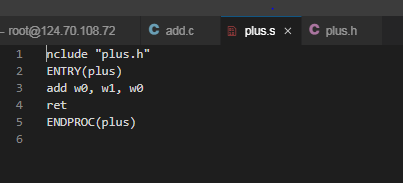 root@124.70.108.72 add.c plus.s × plus.h
1 nclude "plus.h"
2 ENTRY(plus)
3 add w0, w1, w0
4 ret
5 ENDPROC(plus)
6